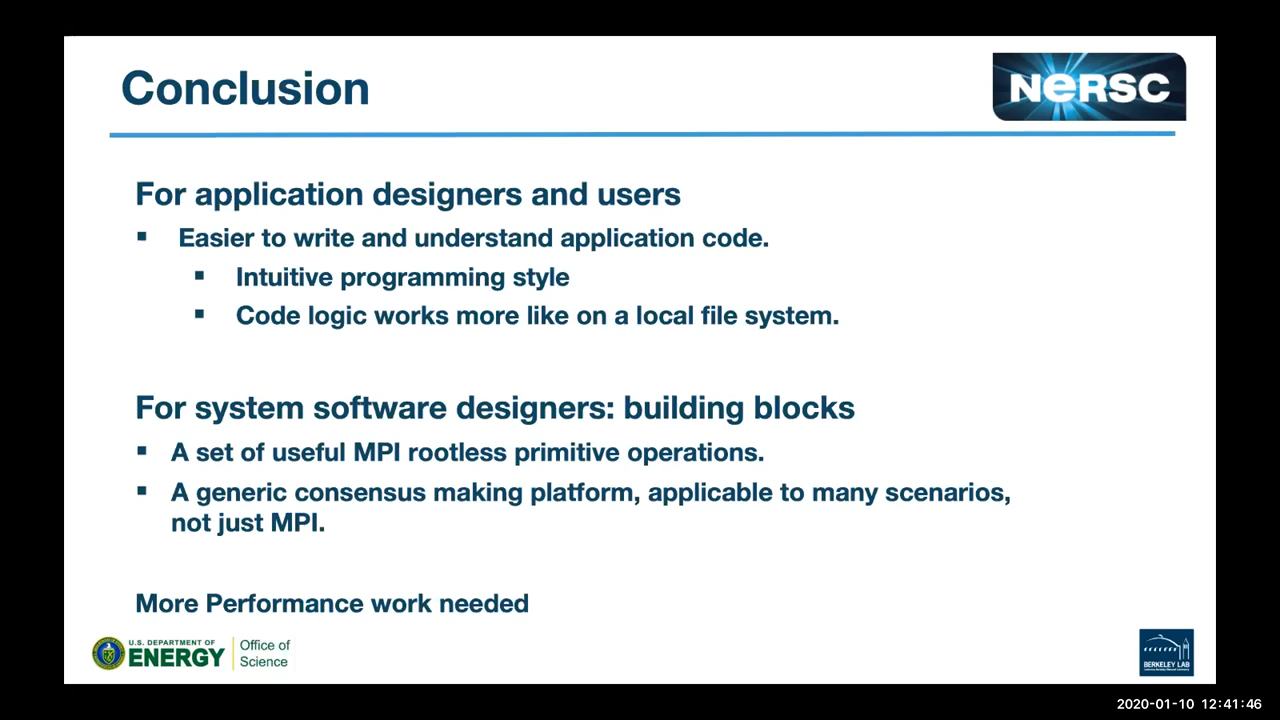 Conclusion
NERSC
For application designers and users
▪ Easier to write and understand application code.
▪ Intuitive programming style
▪ Code logic works more like on a local file system.
For system software designers: building blocks
▪ A set of useful MPI rootless primitive operations.
▪ A generic consensus making platform, applicable to many scenarios,
not just MPI.
More Performance work needed
U.S. DEPARTMENT OF
ENERGY
Office of
Science
BERKELEY LAB
2020-01-10 12:41:46